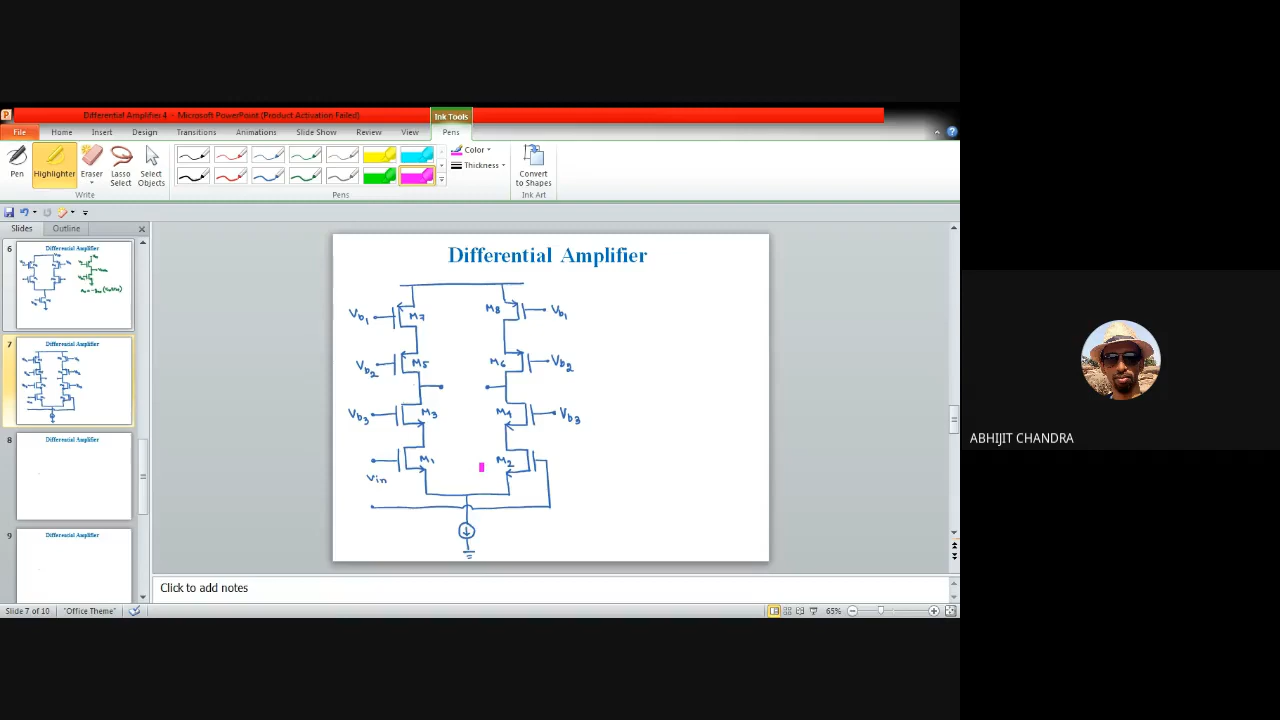 Differential Amplifier 4 - Microsoft PowerPoint (Product Activation Failed)
Ink Tools
File Home Insert Design Transitions Animations Slide Show Review View Pens
Pen Highlighter Eraser Lasso Select Select Objects
Color
Thickness
Convert to Shapes
Write Pens Ink Art
Slides Outline
6
Differential Amplifier
7
Differential Amplifier
8
Differential Amplifier
9
Differential Amplifier
Differential Amplifier
Vb1 M7 M8 Vb1
Vb2 M5 M6 Vb2
Vb3 M3 M4 Vb3
M1 M2
Vin
Click to add notes
Slide 7 of 10 "Office Theme" 65%
ABHIJIT CHANDRA